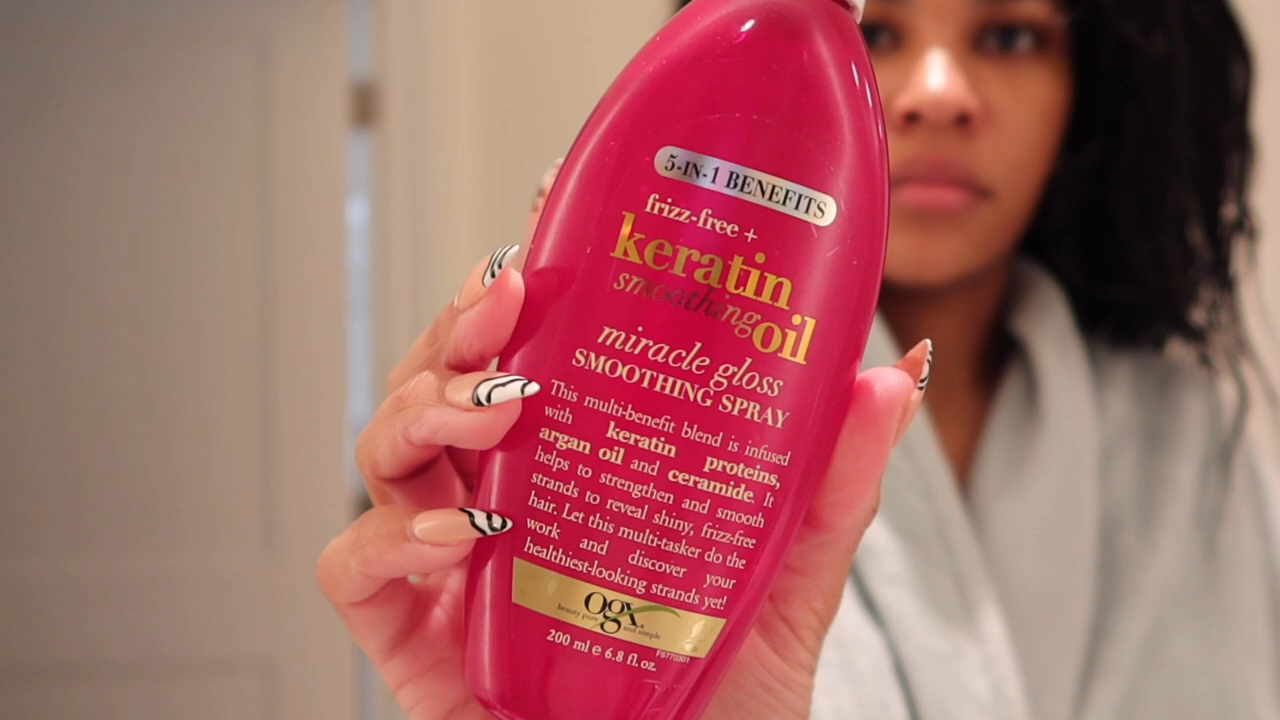 5-IN-1 BENEFITS
frizz-free +
keratin
smoothing
oil
miracle gloss
SMOOTHING SPRAY
This multi-benefit blend is infused
with keratin proteins,
argan oil and ceramide. It
helps to strengthen and smooth
strands to reveal shiny, frizz-free
hair. Let this multi-tasker do the
work and discover your
healthiest-looking strands yet!
ogx
beauty pure and simple
200 ml e 6.8 fl. oz.
F6770301